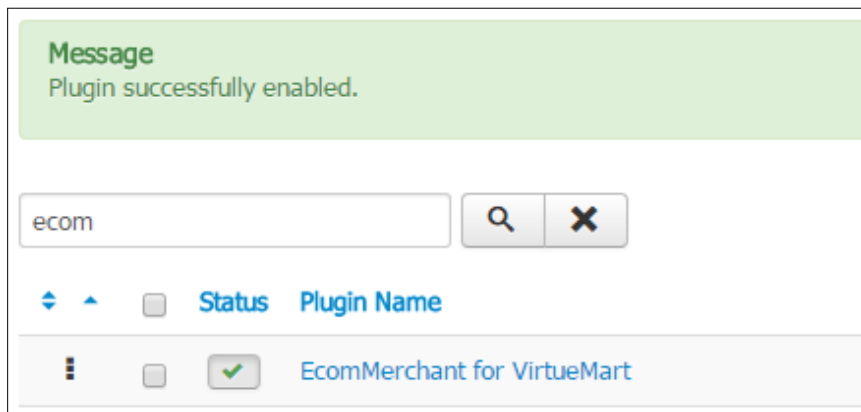 Message
Plugin successfully enabled.
ecom
Status Plugin Name
EcomMerchant for VirtueMart